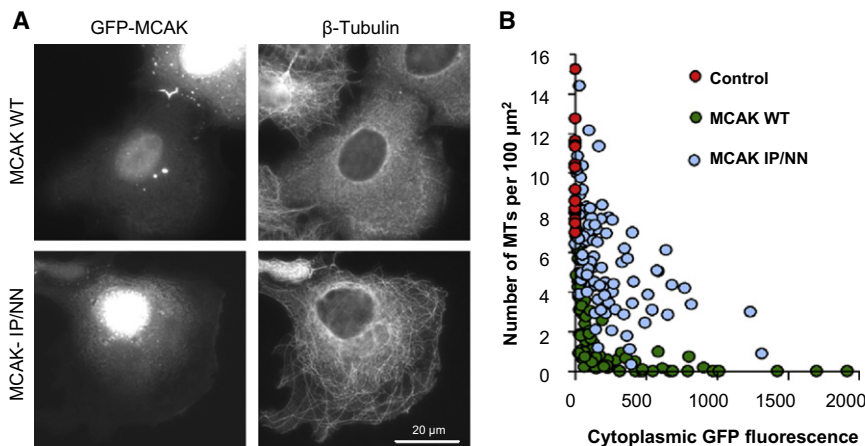 A
GFP-MCAK
β-Tubulin
MCAK WT
MCAK- IP/NN
20 μm
B
Number of MTs per 100 μm²
16
14
12
10
8
6
4
2
0
Control
MCAK WT
MCAK IP/NN
0 500 1000 1500 2000
Cytoplasmic GFP fluorescence